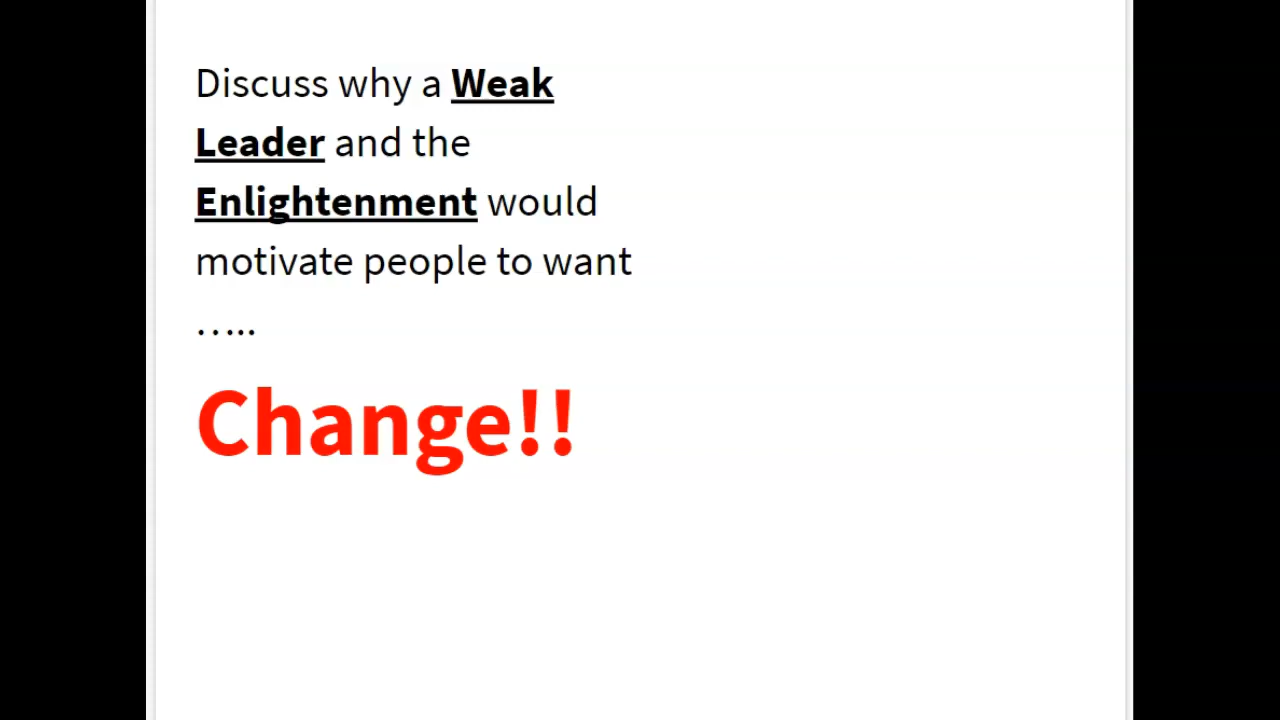 Discuss why a Weak
Leader and the
Enlightenment would
motivate people to want
…..
Change!!